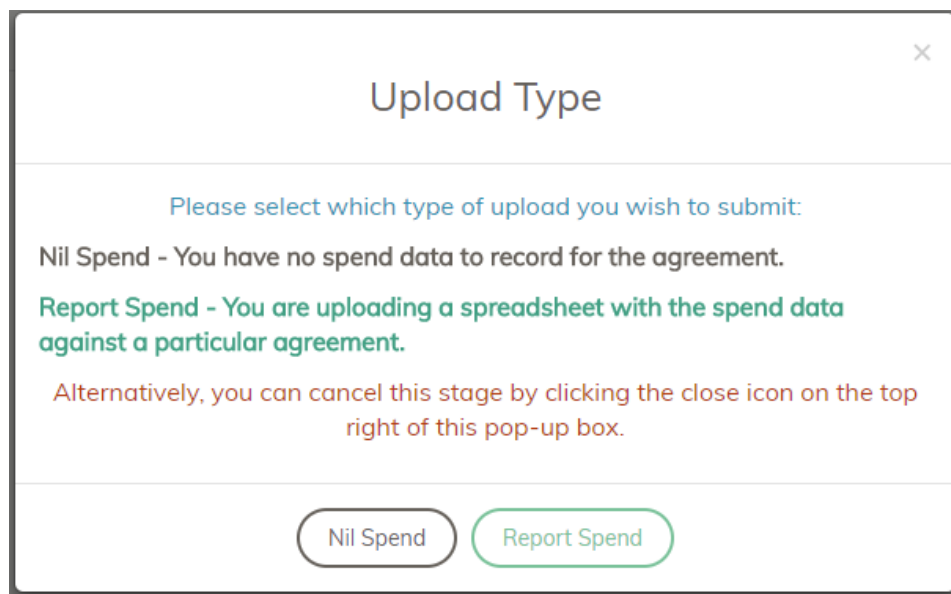 ×
Upload Type
Please select which type of upload you wish to submit:
Nil Spend - You have no spend data to record for the agreement.
Report Spend - You are uploading a spreadsheet with the spend data
against a particular agreement.
Alternatively, you can cancel this stage by clicking the close icon on the top
right of this pop-up box.
Nil Spend Report Spend